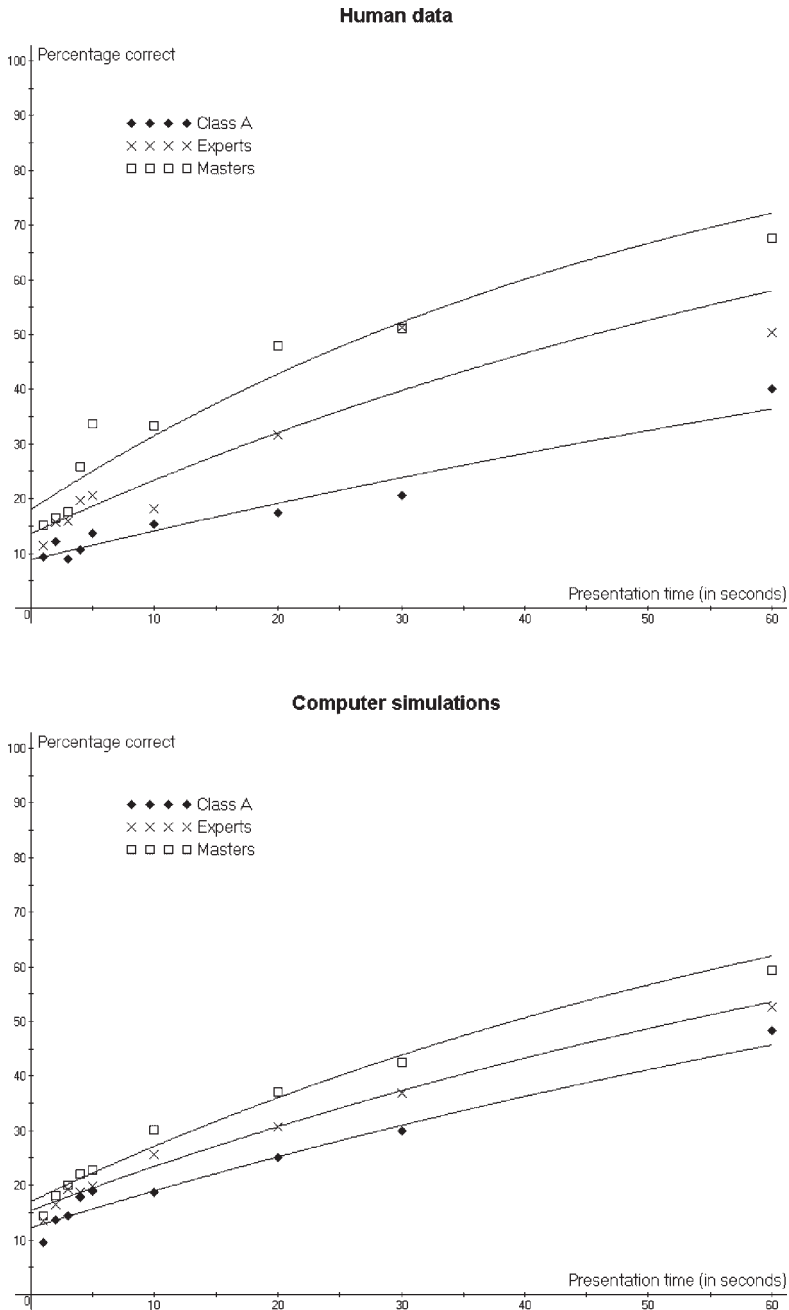 Human data
Percentage correct
100
90
Class A
Experts
80
Masters
70
60
50
40
30
20
10
Presentation time (in seconds)
0
10
20
30
40
50
60
Computer simulations
Percentage correct
100
90
Class A
Experts
80
Masters
70
60
50
40
30
20
10
Presentation time (in seconds)
0
10
20
30
40
50
60